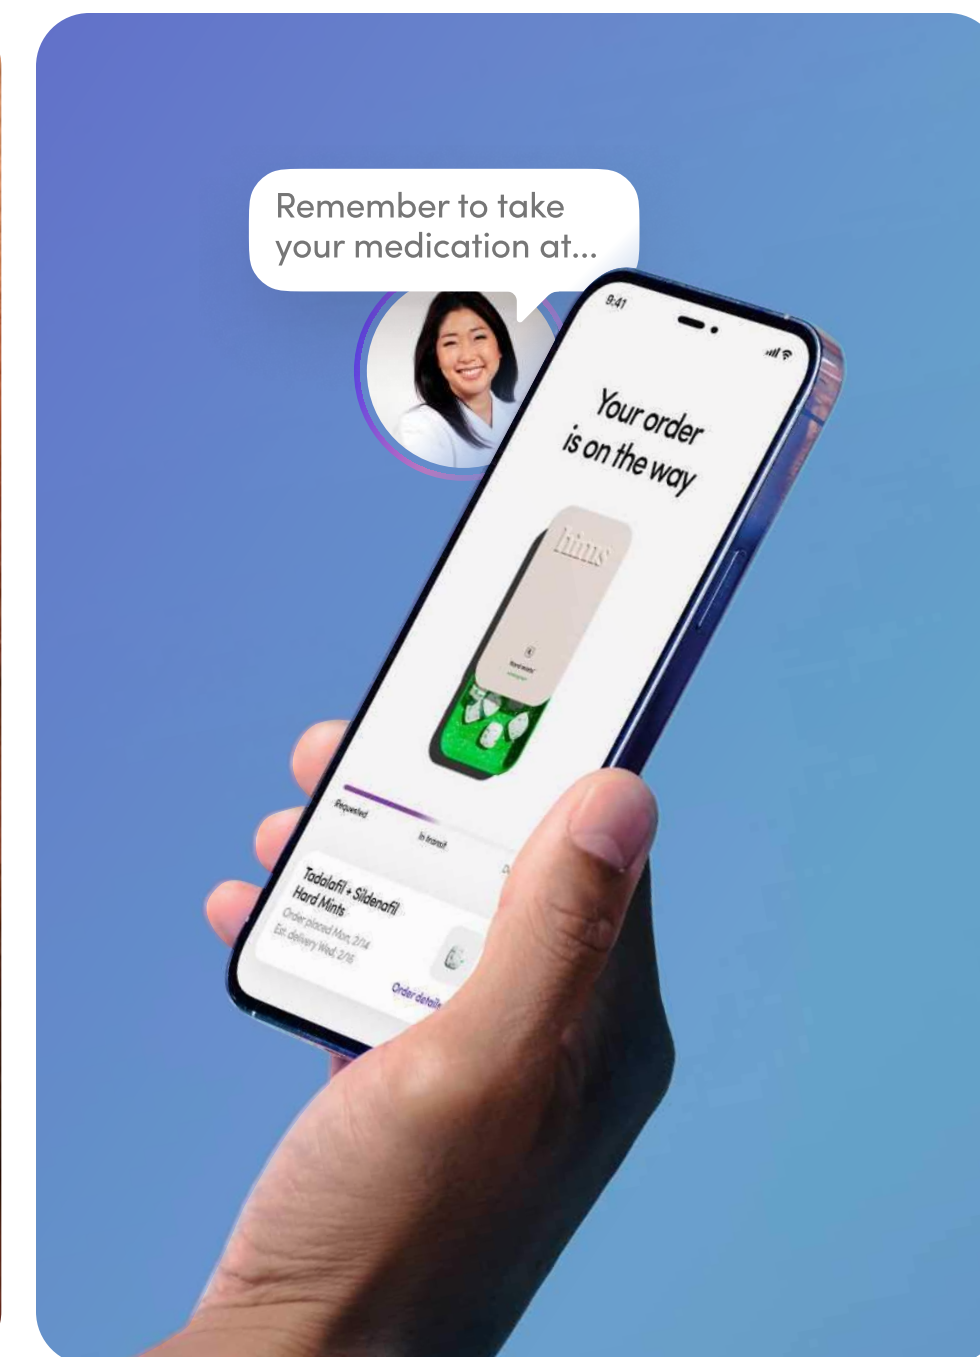 Remember to take
your medication at...
9:41
Your order
is on the way
hims
Requested
In transit
Tadalafil + Sildenafil
Hard Mints
Order placed Mon, 2/14
Est. delivery Wed, 2/16
Order details